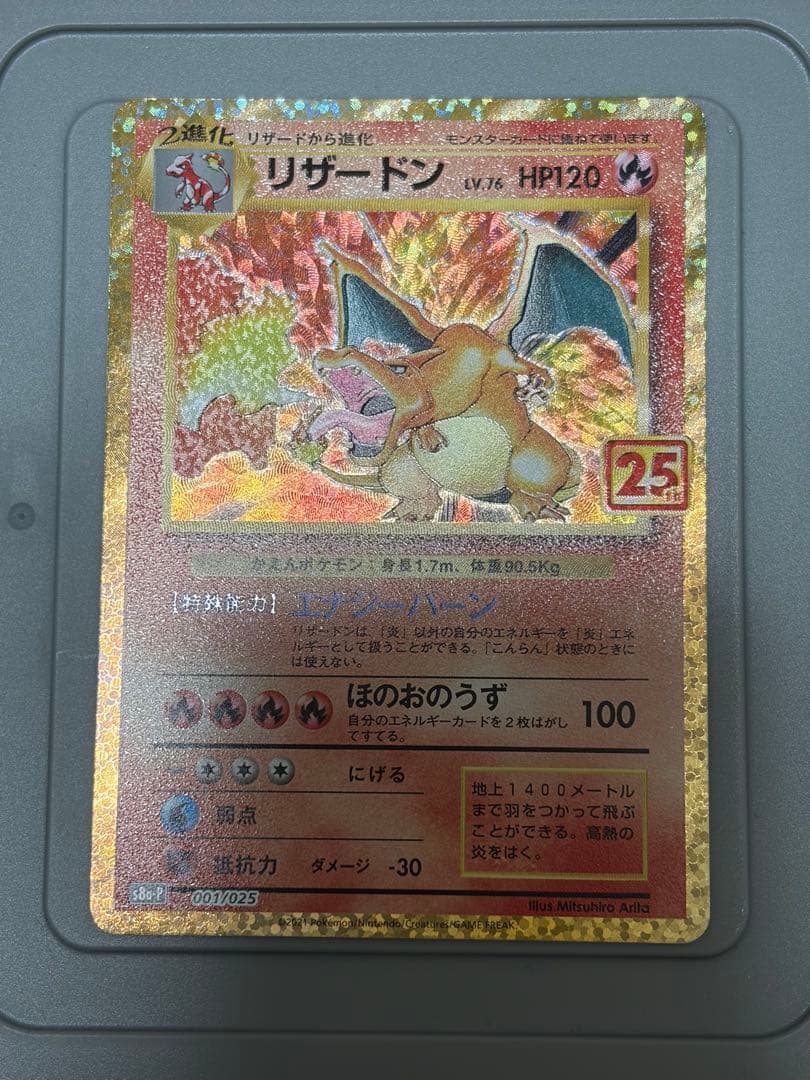 2進化 リザードから進化 モンスターカードに重ねて使います。
リザードン LV.76 HP120
25th
かえんポケモン:身長1.7m、体重90.5Kg
【特殊能力】エナジーバーン
リザードンは、「炎」以外の自分のエネルギーを「炎」エネ
ルギーとして扱うことができる。「こんらん」状態のときに
は使えない。
ほのおのうず 100
自分のエネルギーカードを2枚はがし
てすてる。
にげる
弱点
抵抗力 ダメージ -30
地上1400メートル
まで羽をつかって飛ぶ
ことができる。高熱の
炎をはく。
s8a-P 001/025 Illus.Mitsuhiro Arita
©2021 Pokémon/Nintendo/Creatures/GAME FREAK.